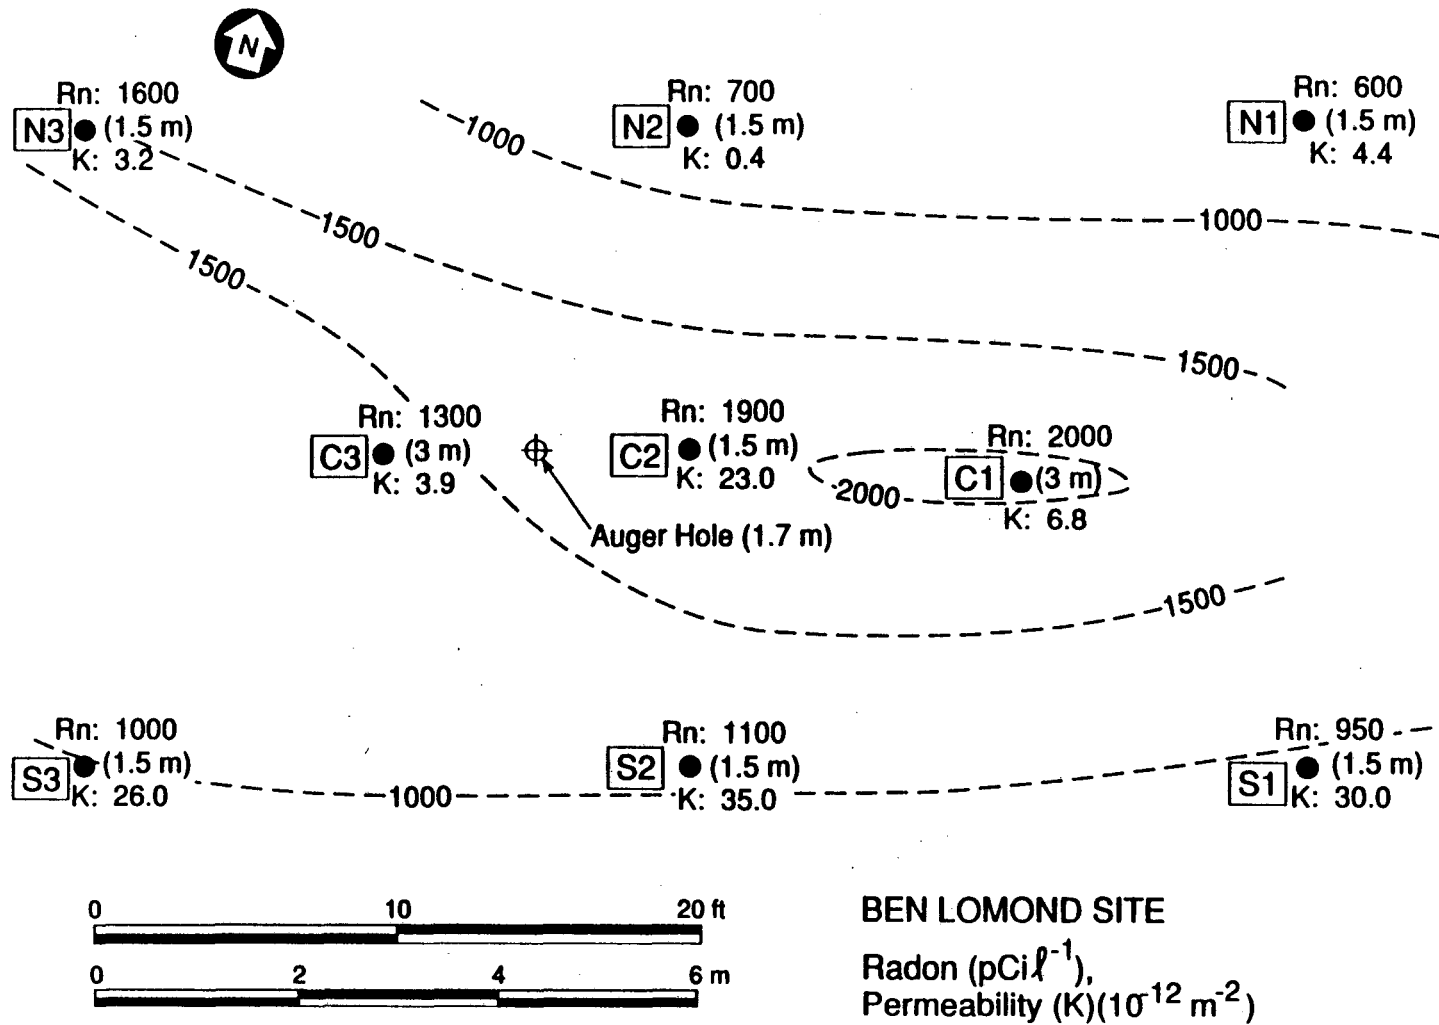 N
Rn: 1600
N3 (1.5 m)
K: 3.2
Rn: 700
N2 (1.5 m)
K: 0.4
Rn: 600
N1 (1.5 m)
K: 4.4
1000
1000
1500
1500
1500
Rn: 1300
C3 (3 m)
K: 3.9
Rn: 1900
C2 (1.5 m)
K: 23.0
Rn: 2000
C1 (3 m)
K: 6.8
2000
Auger Hole (1.7 m)
1500
Rn: 1000
S3 (1.5 m)
K: 26.0
1000
Rn: 1100
S2 (1.5 m)
K: 35.0
Rn: 950
S1 (1.5 m)
K: 30.0
0 10 20 ft
0 2 4 6 m
BEN LOMOND SITE
Radon (pCi ℓ⁻¹),
Permeability (K)(10⁻¹² m⁻²)